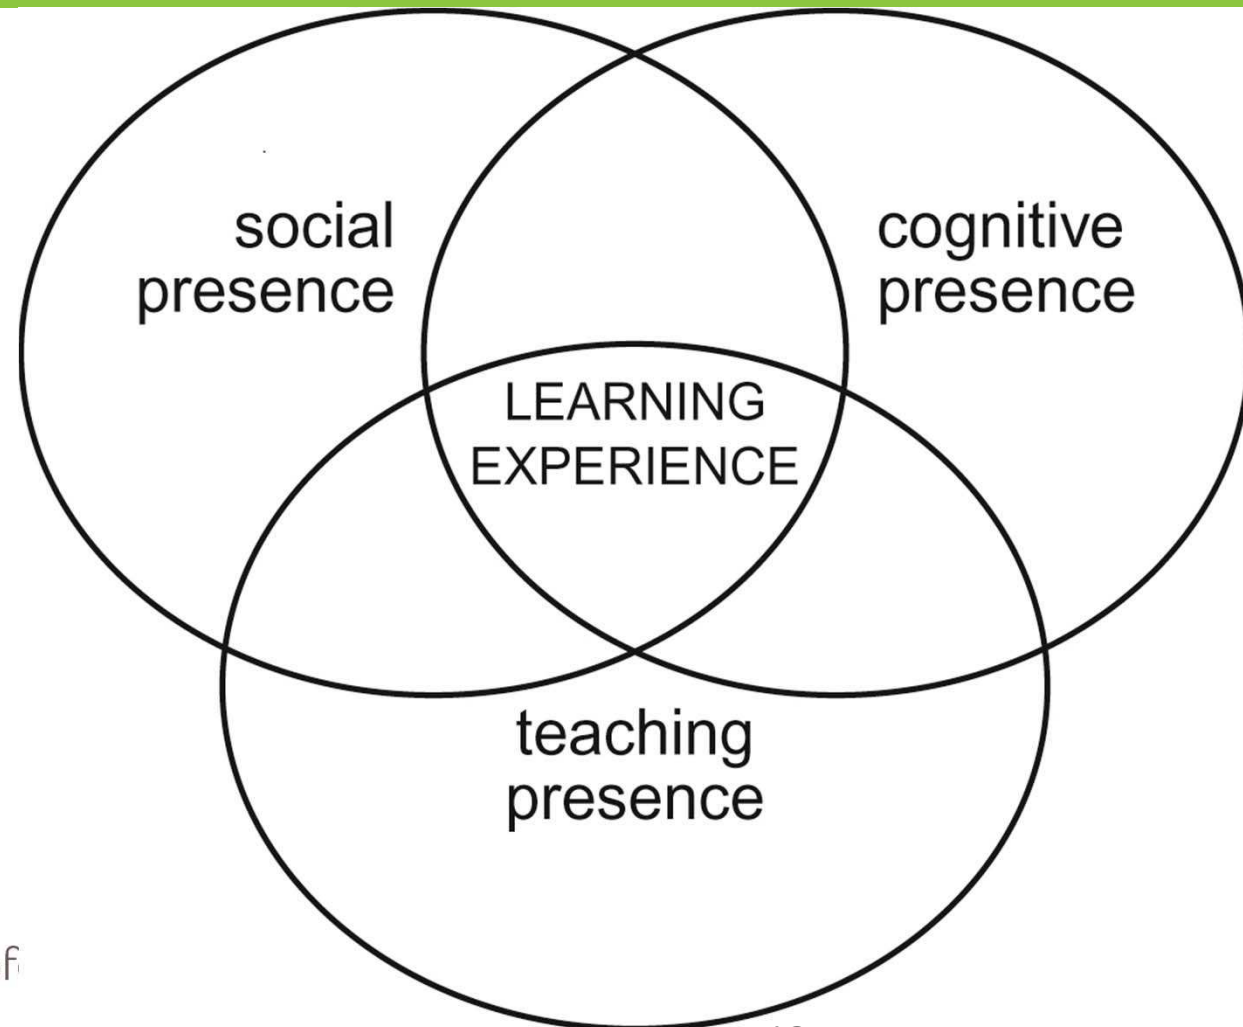 social
presence
cognitive
presence
LEARNING
EXPERIENCE
teaching
presence